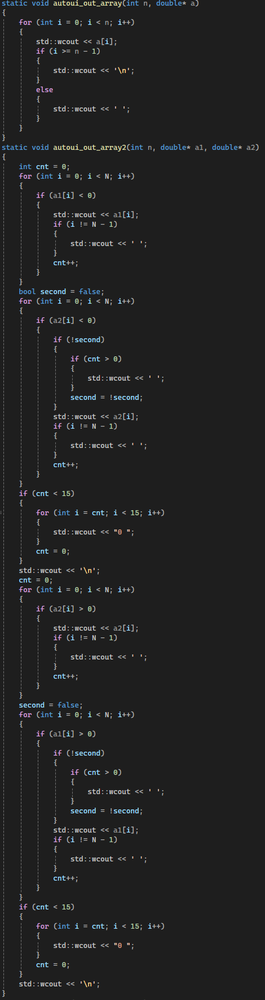 static void autoui_out_array(int n, double* a)
{
    for (int i = 0; i < n; i++)
    {
        std::wcout << a[i];
        if (i >= n - 1)
        {
            std::wcout << '\n';
        }
        else
        {
            std::wcout << ' ';
        }
    }
}
static void autoui_out_array2(int n, double* a1, double* a2)
{
    int cnt = 0;
    for (int i = 0; i < N; i++)
    {
        if (a1[i] < 0)
        {
            std::wcout << a1[i];
            if (i != N - 1)
            {
                std::wcout << ' ';
            }
            cnt++;
        }
    }
    bool second = false;
    for (int i = 0; i < N; i++)
    {
        if (a2[i] < 0)
        {
            if (!second)
            {
                if (cnt > 0)
                {
                    std::wcout << ' ';
                }
                second = !second;
            }
            std::wcout << a2[i];
            if (i != N - 1)
            {
                std::wcout << ' ';
            }
            cnt++;
        }
    }
    if (cnt < 15)
    {
        for (int i = cnt; i < 15; i++)
        {
            std::wcout << "0 ";
        }
        cnt = 0;
    }
    std::wcout << '\n';
    cnt = 0;
    for (int i = 0; i < N; i++)
    {
        if (a2[i] > 0)
        {
            std::wcout << a2[i];
            if (i != N - 1)
            {
                std::wcout << ' ';
            }
            cnt++;
        }
    }
    second = false;
    for (int i = 0; i < N; i++)
    {
        if (a1[i] > 0)
        {
            if (!second)
            {
                if (cnt > 0)
                {
                    std::wcout << ' ';
                }
                second = !second;
            }
            std::wcout << a1[i];
            if (i != N - 1)
            {
                std::wcout << ' ';
            }
            cnt++;
        }
    }
    if (cnt < 15)
    {
        for (int i = cnt; i < 15; i++)
        {
            std::wcout << "0 ";
        }
        cnt = 0;
    }
    std::wcout << '\n';
}